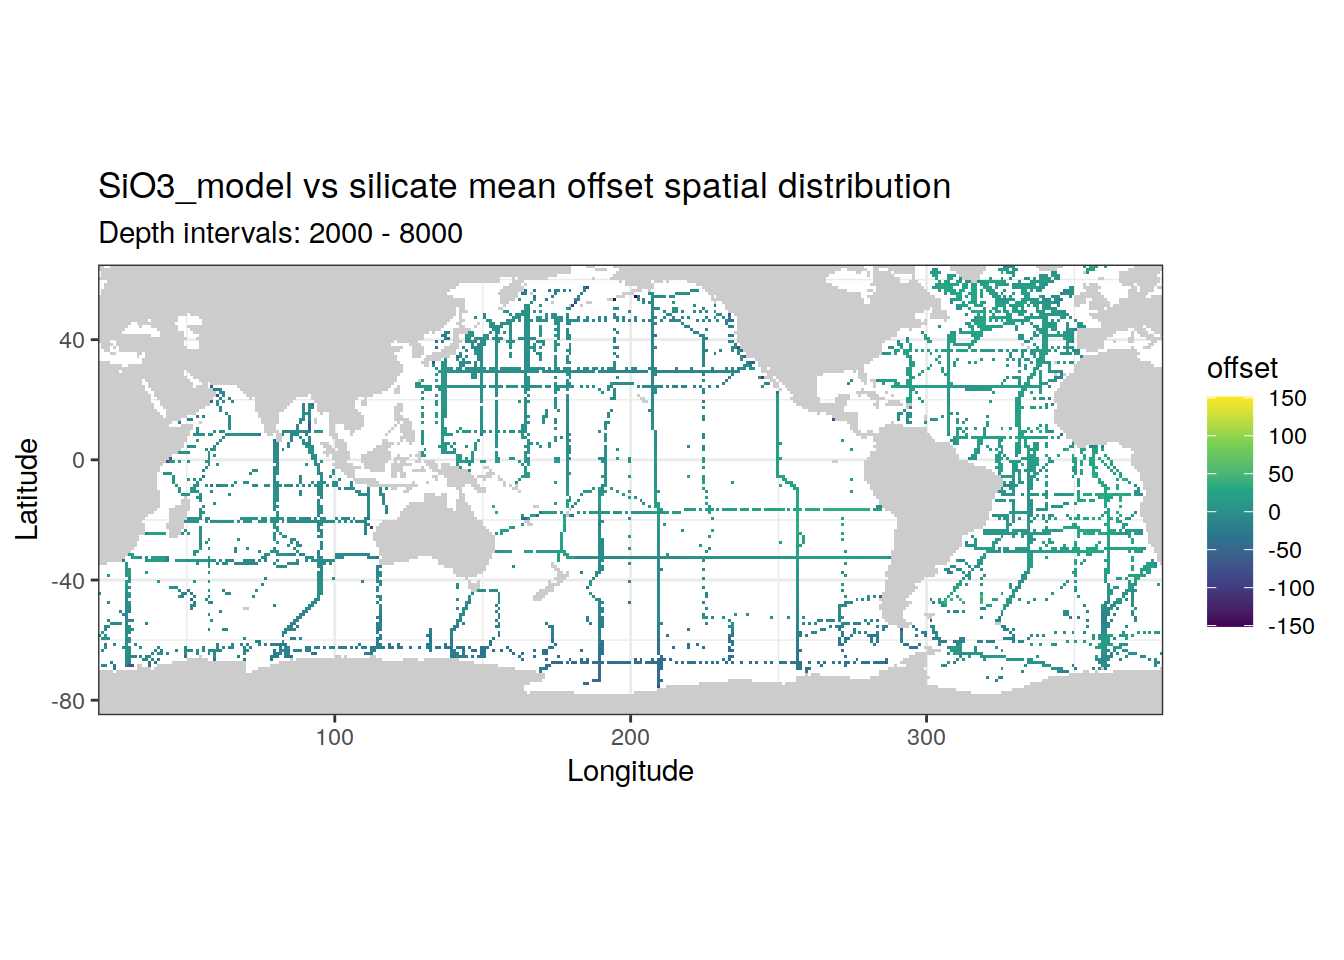 SiO3_model vs silicate mean offset spatial distribution
Depth intervals: 2000 - 8000
Latitude
40
0
-40
-80
100
200
300
Longitude
offset
150
100
50
0
-50
-100
-150